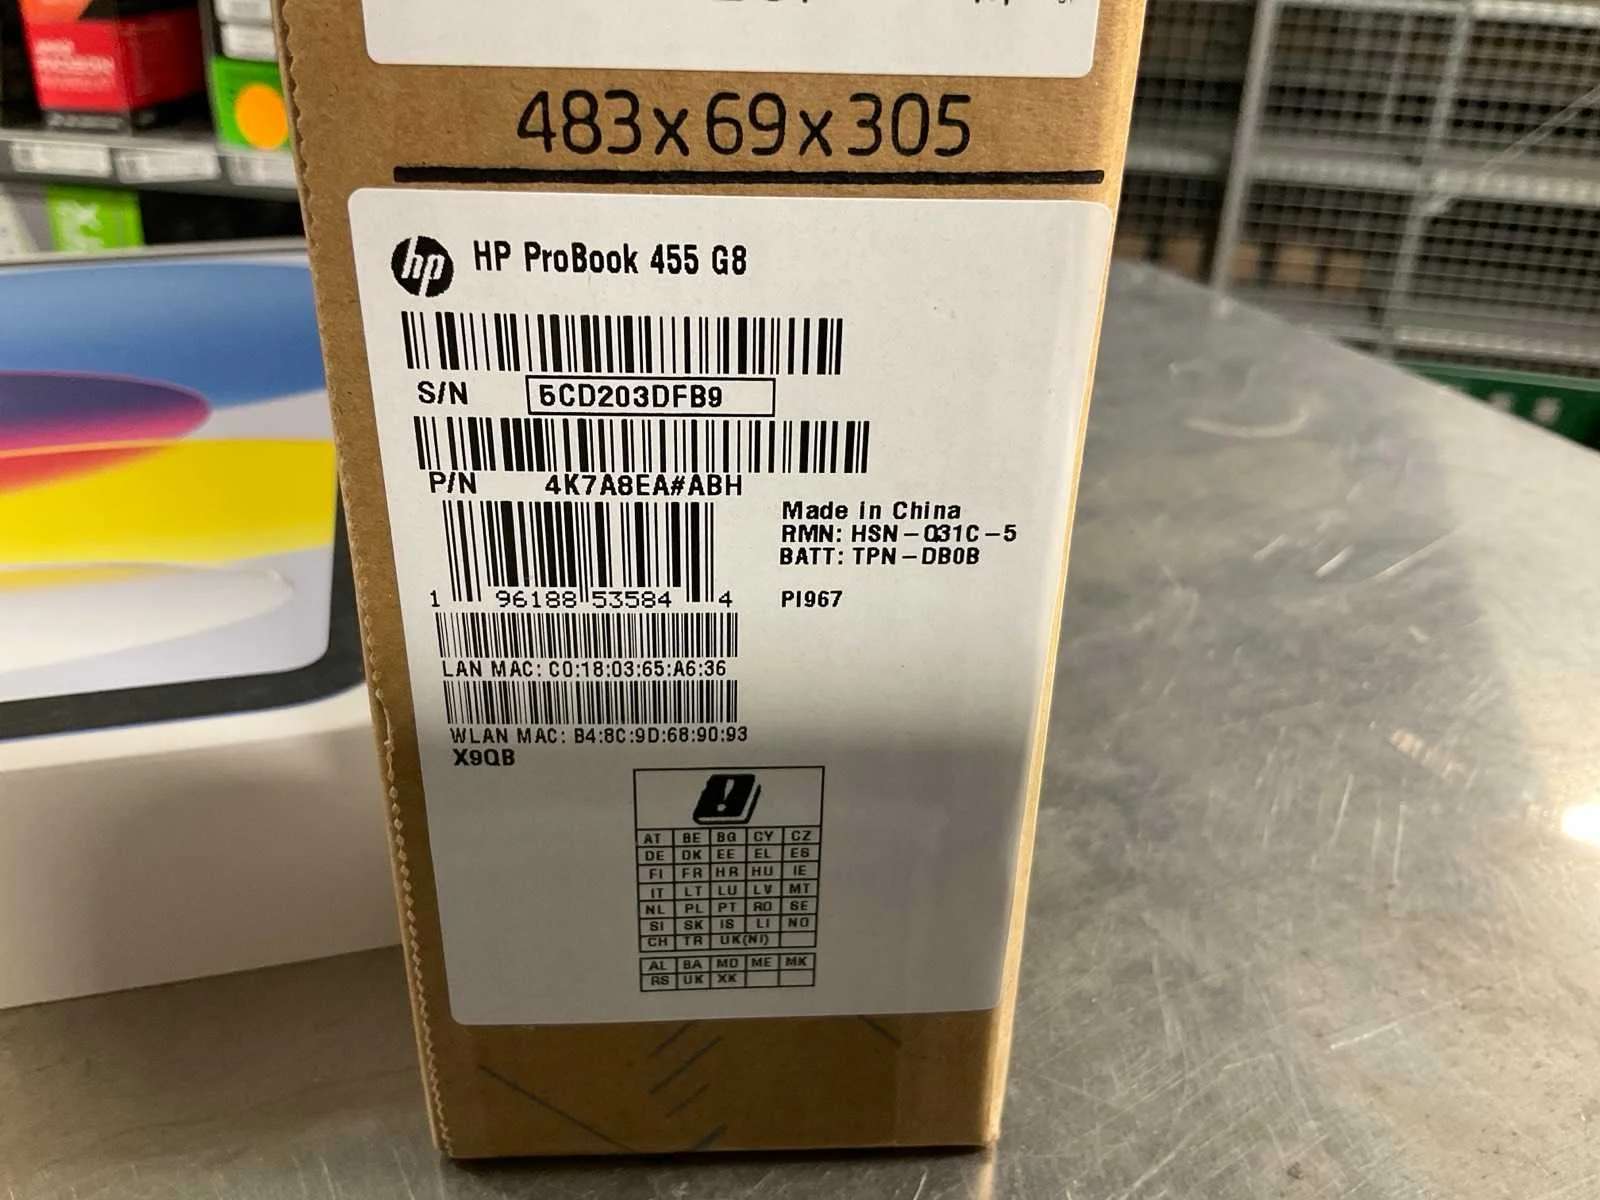 483x69x305
hp HP ProBook 455 G8
S/N 5CD203DFB9
P/N 4K7A8EA#ABH
Made in China
RMN: HSN-Q31C-5
BATT: TPN-DB0B
1 96188 53584 4
PI967
LAN MAC: C0:18:03:65:A6:36
WLAN MAC: B4:8C:9D:68:90:93
X9QB
!
AT BE BG CY CZ
DE DK EE EL ES
FI FR HR HU IE
IT LT LU LV MT
NL PL PT RO SE
SI SK IS LI NO
CH TR UK(NI)
AL BA MD ME MK
RS UK XK